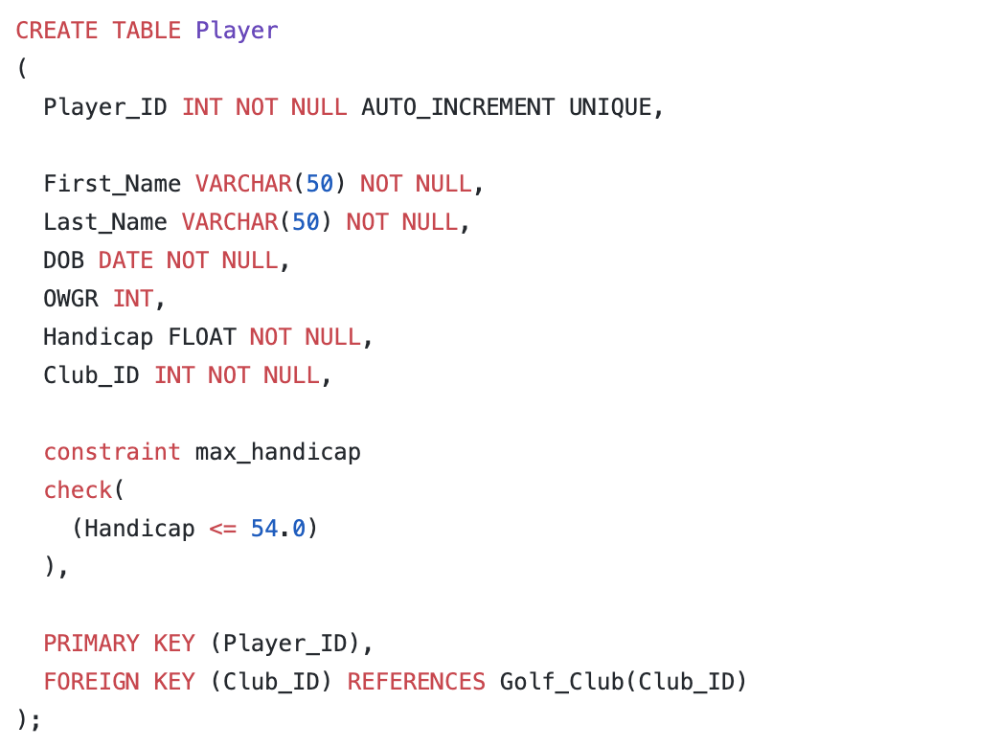 CREATE TABLE Player
(
  Player_ID INT NOT NULL AUTO_INCREMENT UNIQUE,
  First_Name VARCHAR(50) NOT NULL,
  Last_Name VARCHAR(50) NOT NULL,
  DOB DATE NOT NULL,
  OWGR INT,
  Handicap FLOAT NOT NULL,
  Club_ID INT NOT NULL,
  constraint max_handicap
  check(
    (Handicap <= 54.0)
  ),
  PRIMARY KEY (Player_ID),
  FOREIGN KEY (Club_ID) REFERENCES Golf_Club(Club_ID)
);